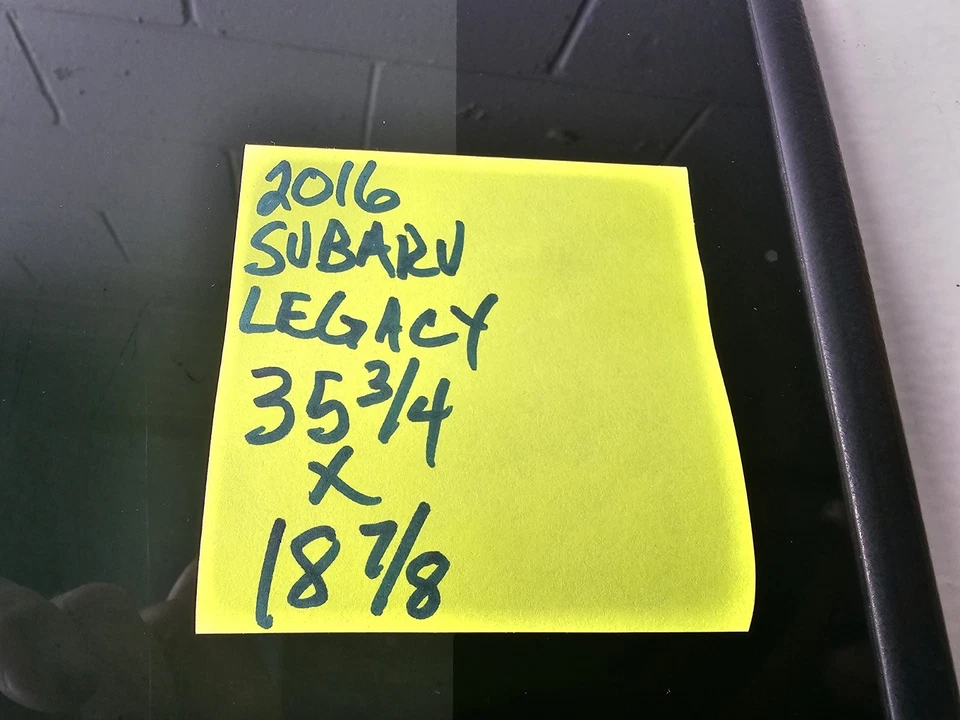 2016
SUBARU
LEGACY
35 3/4
X
18 7/8